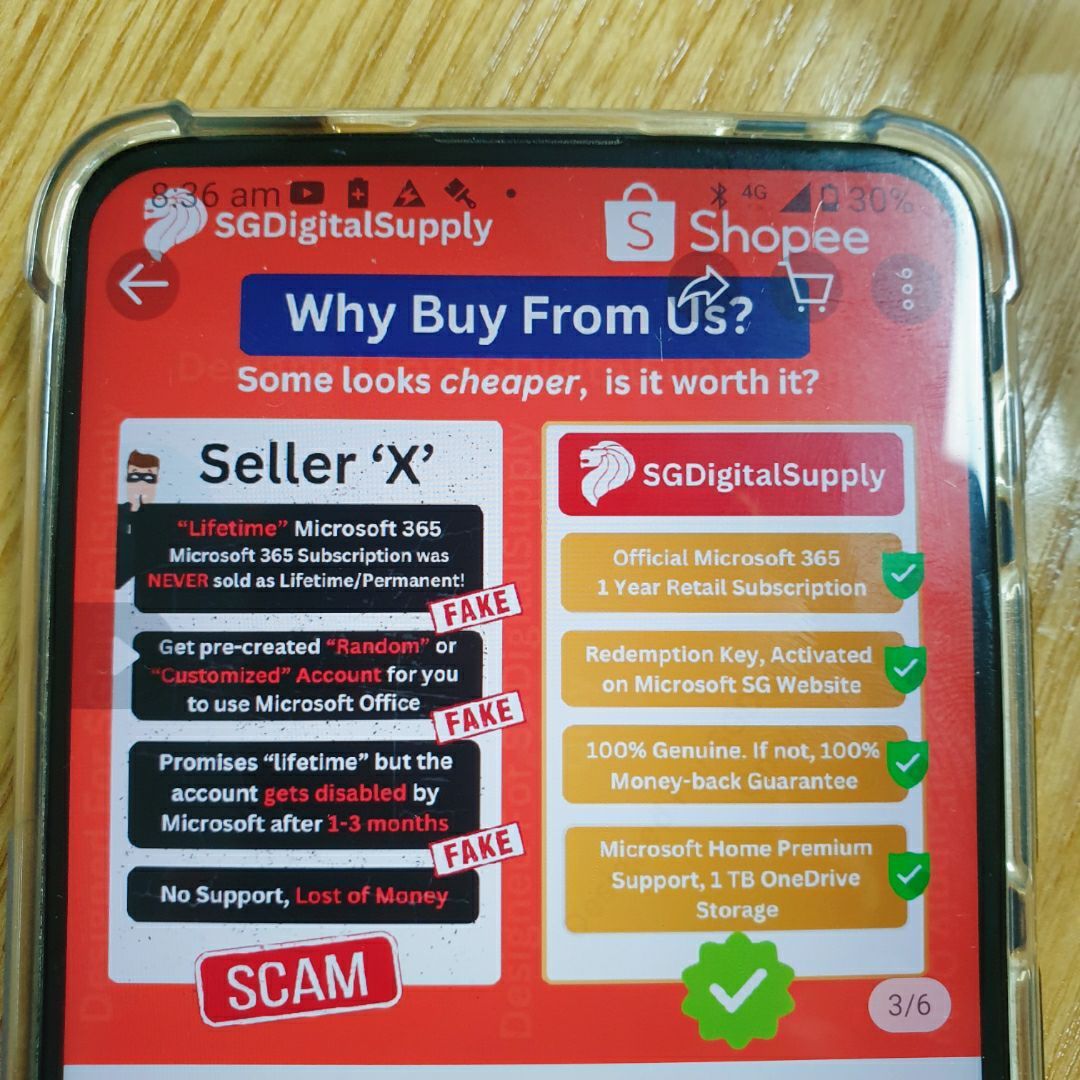 8:36 am
4G
30%
SGDigitalSupply
S
Shopee
Why Buy From Us?
Some looks cheaper, is it worth it?
Seller ‘X’
“Lifetime” Microsoft 365
Microsoft 365 Subscription was
NEVER sold as Lifetime/Permanent!
FAKE
Get pre-created “Random” or
“Customized” Account for you
to use Microsoft Office
FAKE
Promises “lifetime” but the
account gets disabled by
Microsoft after 1-3 months
FAKE
No Support, Lost of Money
SCAM
SGDigitalSupply
Official Microsoft 365
1 Year Retail Subscription
Redemption Key, Activated
on Microsoft SG Website
100% Genuine. If not, 100%
Money-back Guarantee
Microsoft Home Premium
Support, 1 TB OneDrive
Storage
3/6